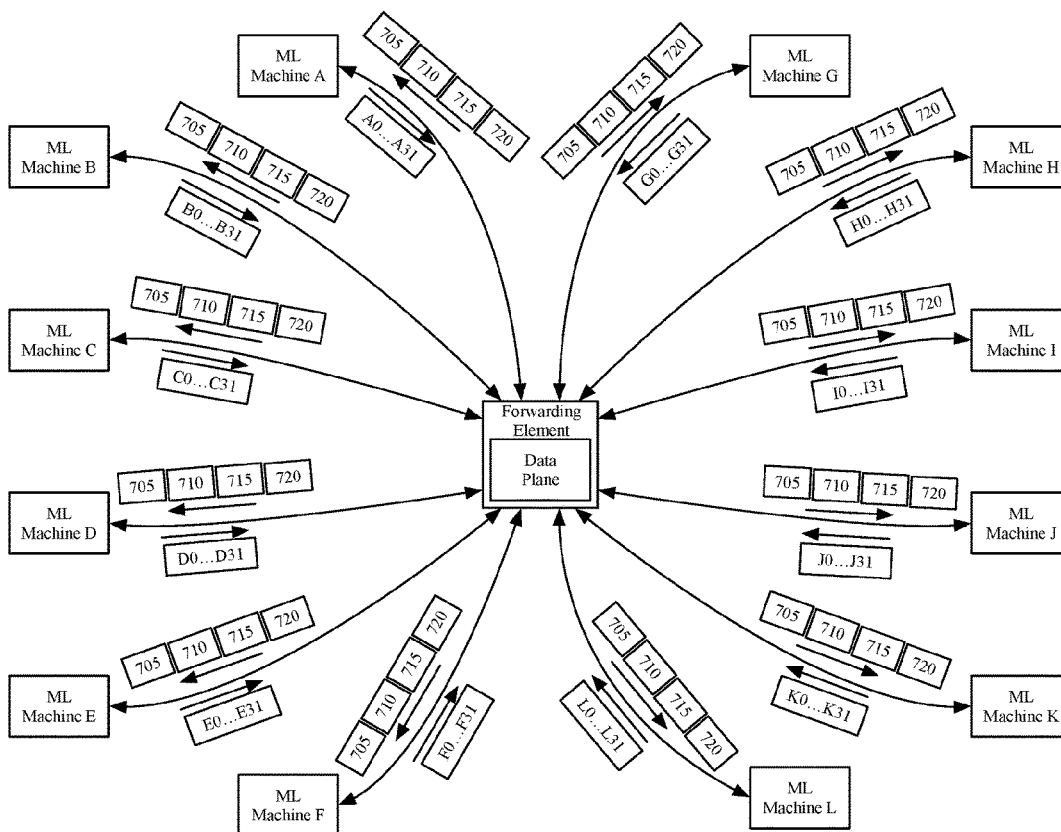 ML
Machine A
705 710 715 720
A0…A31
ML
Machine G
705 710 715 720
G0…G31
ML
Machine B
705 710 715 720
B0…B31
ML
Machine H
705 710 715 720
H0…H31
ML
Machine C
705 710 715 720
C0…C31
ML
Machine I
705 710 715 720
I0…I31
Forwarding
Element
Data
Plane
ML
Machine D
705 710 715 720
D0…D31
ML
Machine J
705 710 715 720
J0…J31
ML
Machine E
705 710 715 720
E0…E31
ML
Machine K
705 710 715 720
K0…K31
ML
Machine F
705 710 715 720
F0…F31
ML
Machine L
705 710 715 720
L0…L31